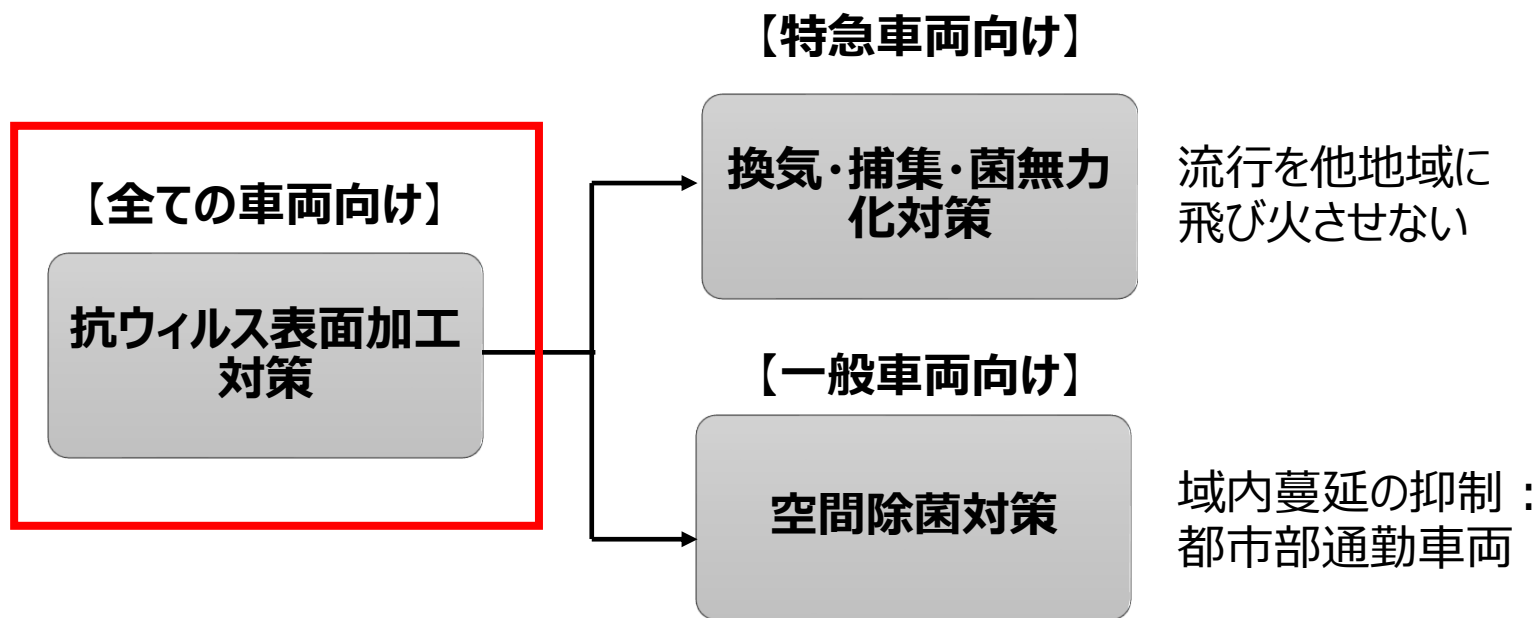 【特急車両向け】
換気・捕集・菌無力
化対策
流行を他地域に
飛び火させない
【全ての車両向け】
抗ウィルス表面加工
対策
【一般車両向け】
空間除菌対策
域内蔓延の抑制：
都市部通勤車両